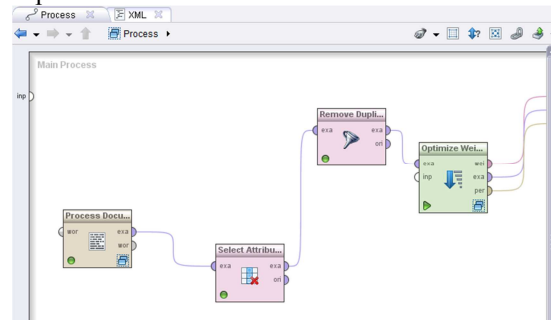 Process
XML
Process
Main Process
inp
Remove Dupli...
exa
exa
ori
Optimize Wei...
exa
wei
inp
exa
per
Process Docu...
wor
exa
wor
Select Attribu...
exa
exa
ori